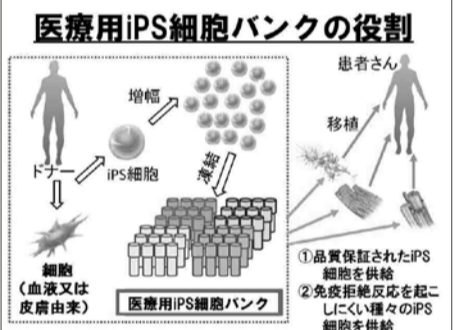 医療用iPS細胞バンクの役割
患者さん
増幅
移植
ドナー
iPS細胞
凍結
細胞
(血液又は
皮膚由来)
医療用iPS細胞バンク
①品質保証されたiPS
細胞を供給
②免疫拒絶反応を起こ
しにくい種々のiPS
細胞を供給